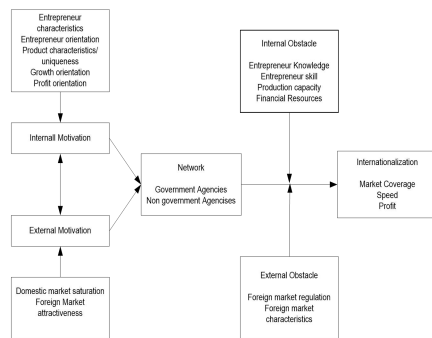 Entrepreneur
characteristics
Entrepreneur orientation
Product characteristics/
uniqueness
Growth orientation
Profit orientation
Internall Motivation
External Motivation
Domestic market saturation
Foreign Market
attractiveness
Network
Government Agencies
Non government Agencises
Internal Obstacle
Entrepreneur Knowledge
Entrepreneur skill
Production capacity
Financial Resources
External Obstacle
Foreign market regulation
Foreign market
characteristics
Internationalization
Market Coverage
Speed
Profit